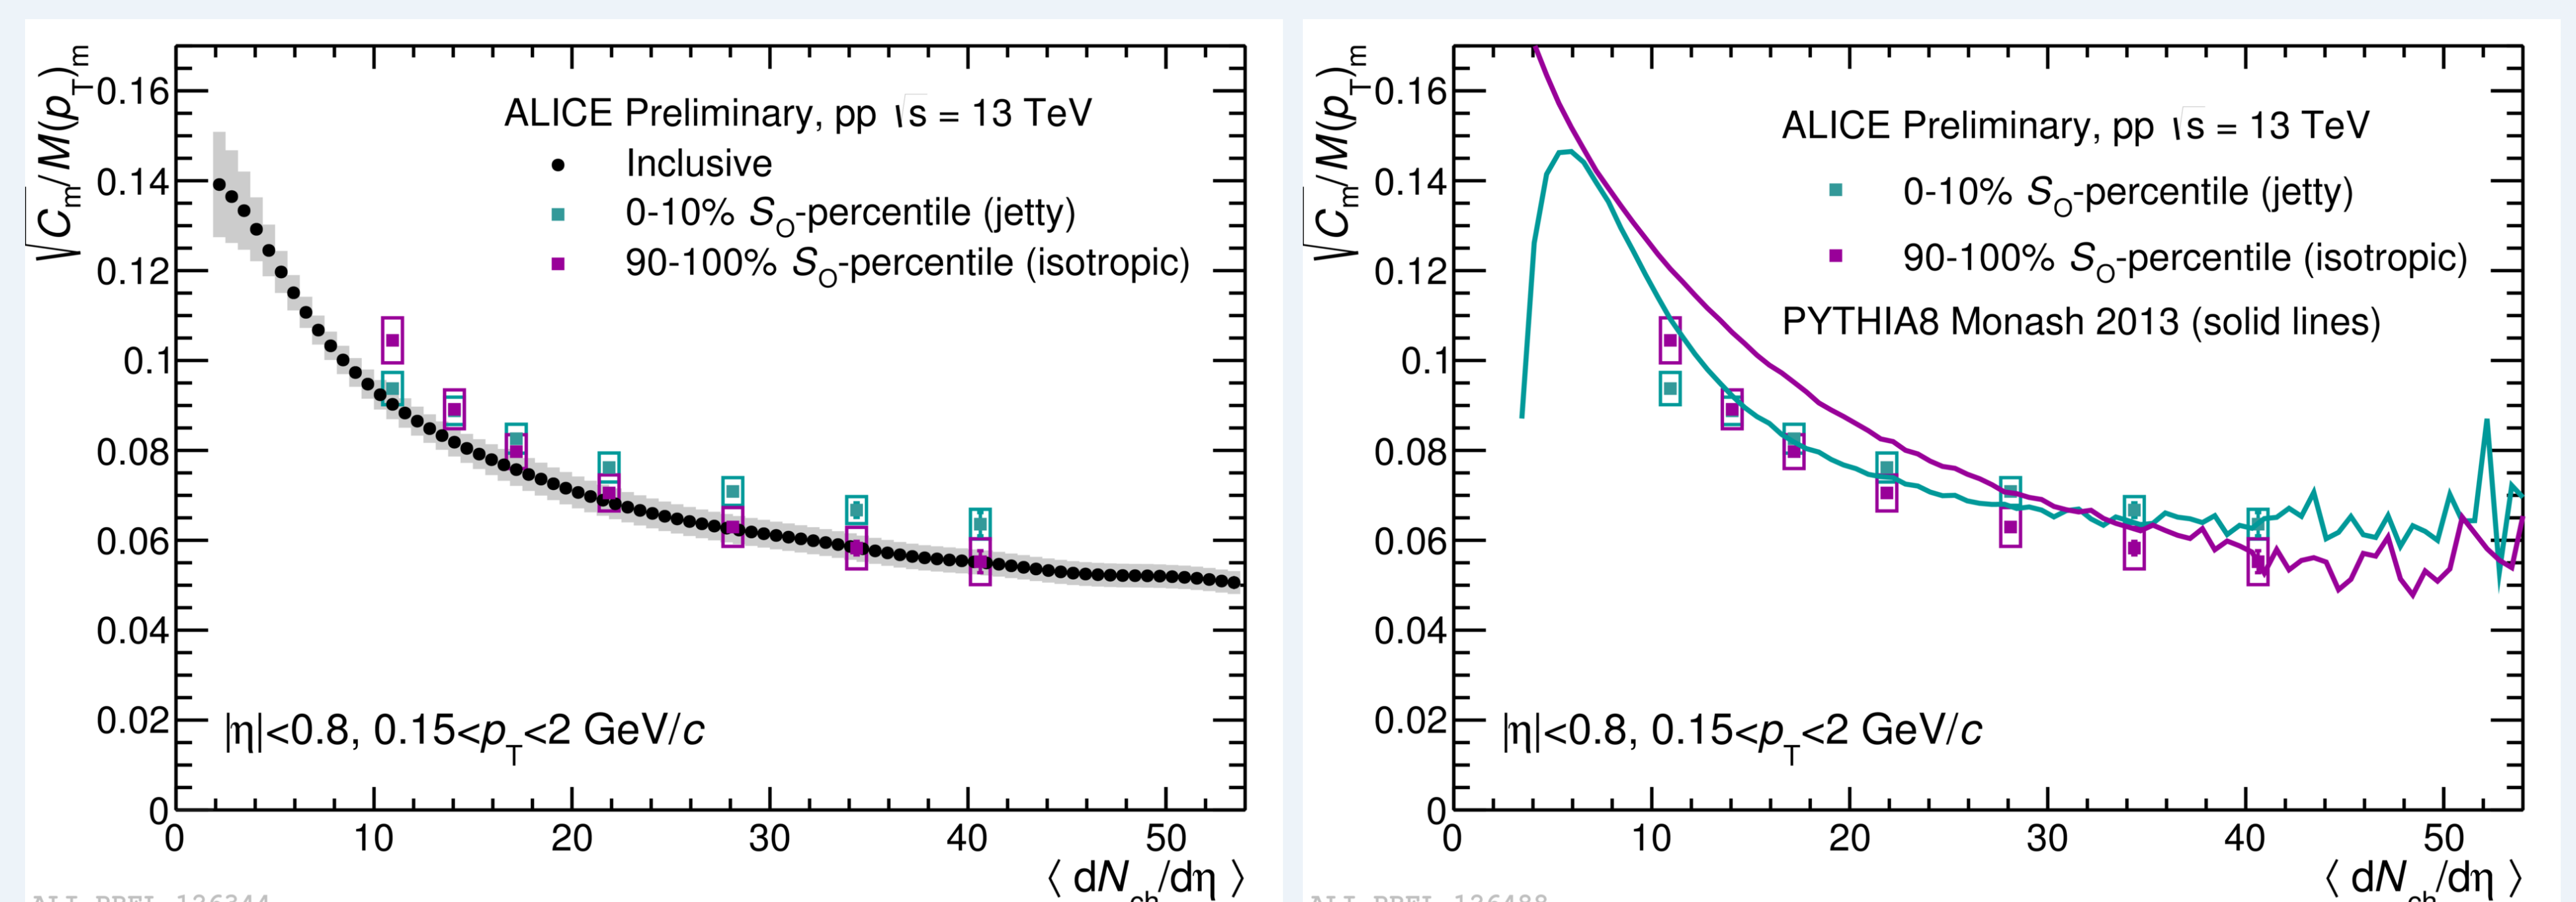 √C_m/M(p_T)_m
0.16
0.14
0.12
0.1
0.08
0.06
0.04
0.02
0
ALICE Preliminary, pp √s = 13 TeV
Inclusive
0-10% S_O-percentile (jetty)
90-100% S_O-percentile (isotropic)
|η|<0.8, 0.15<p_T<2 GeV/c
0 10 20 30 40 50
⟨ dN_ch/dη ⟩
√C_m/M(p_T)_m
0.16
0.14
0.12
0.1
0.08
0.06
0.04
0.02
0
ALICE Preliminary, pp √s = 13 TeV
0-10% S_O-percentile (jetty)
90-100% S_O-percentile (isotropic)
PYTHIA8 Monash 2013 (solid lines)
|η|<0.8, 0.15<p_T<2 GeV/c
0 10 20 30 40 50
⟨ dN_ch/dη ⟩